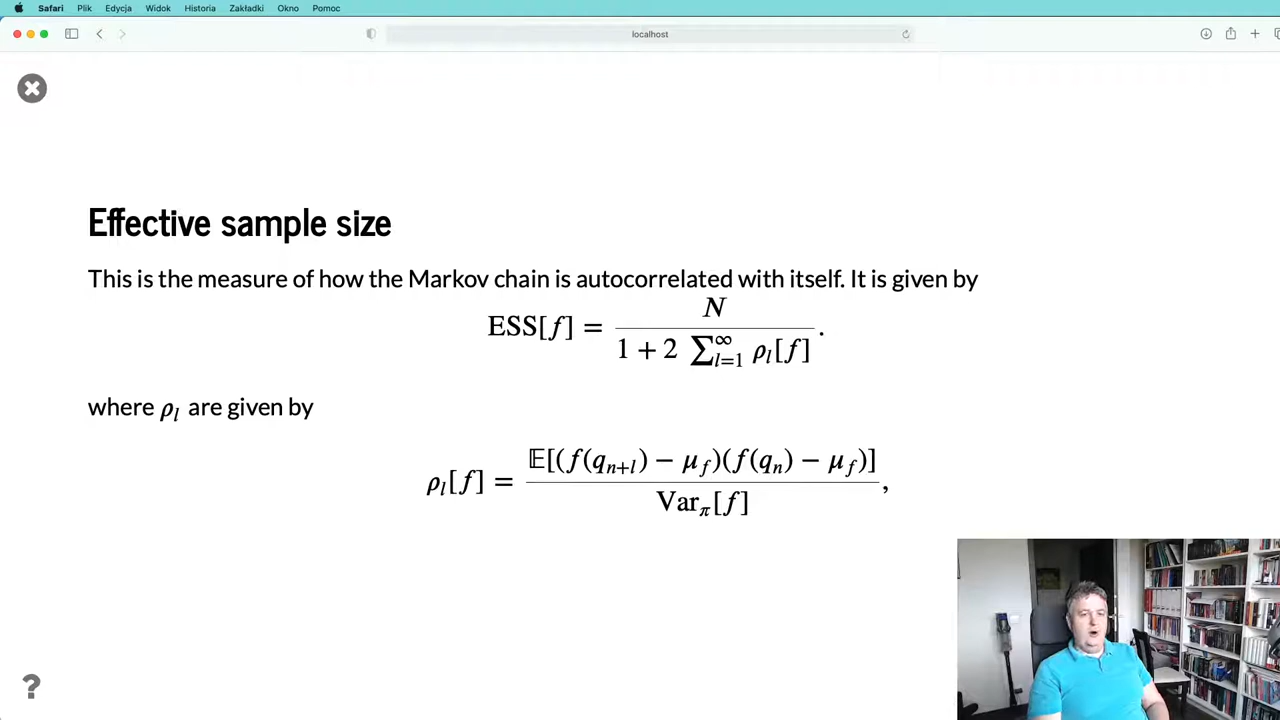 Safari Plik Edycja Widok Historia Zakładki Okno Pomoc
localhost
Effective sample size
This is the measure of how the Markov chain is autocorrelated with itself. It is given by
ESS[f] = N / (1 + 2 ∑_{l=1}^{∞} ρ_l[f]).
where ρ_l are given by
ρ_l[f] = 𝔼[(f(q_{n+l}) − μ_f)(f(q_n) − μ_f)] / Var_π[f],
?